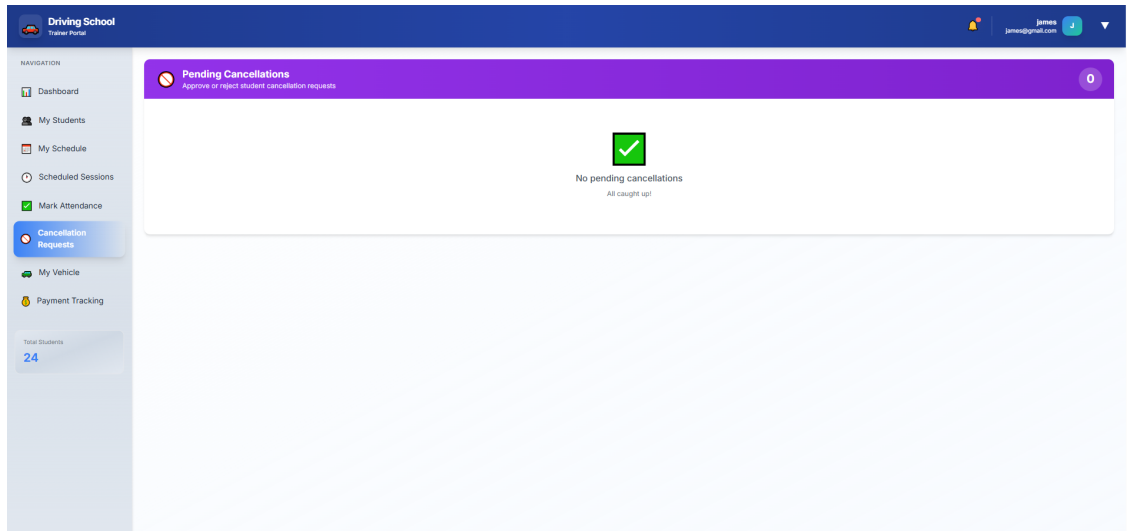 Driving School
Trainer Portal
james
james@gmail.com
J
▼
NAVIGATION
Dashboard
My Students
My Schedule
Scheduled Sessions
Mark Attendance
Cancellation
Requests
My Vehicle
Payment Tracking
Total Students
24
Pending Cancellations
Approve or reject student cancellation requests
0
No pending cancellations
All caught up!